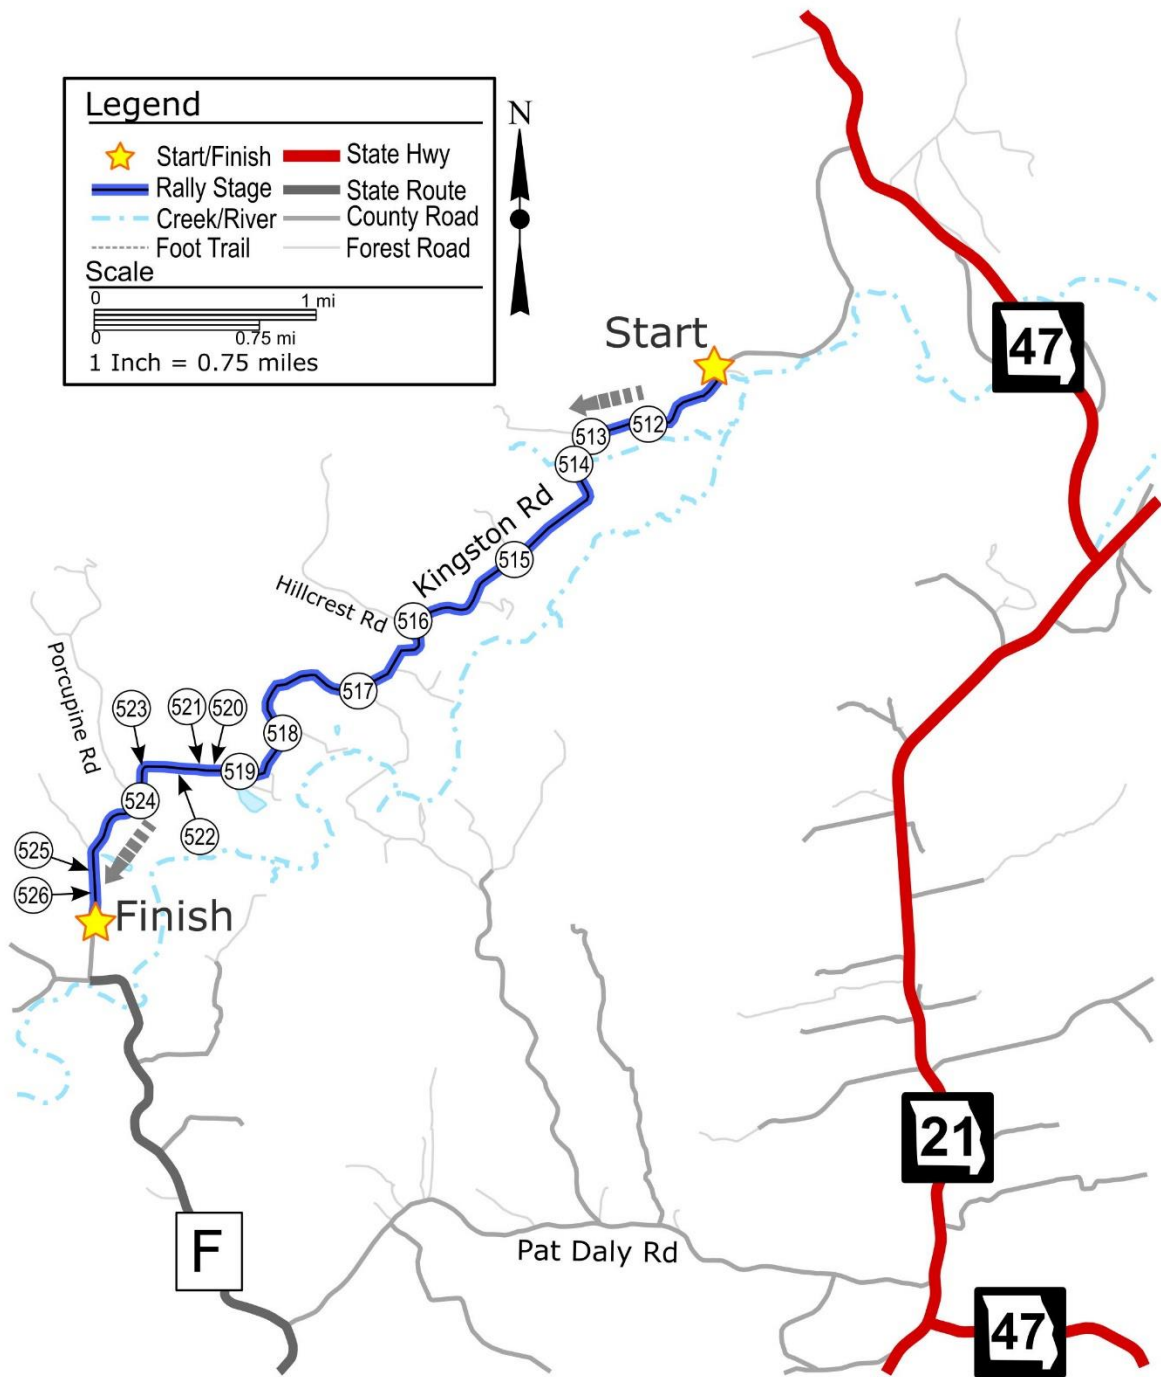 Legend
Start/Finish
State Hwy
Rally Stage
State Route
Creek/River
County Road
Foot Trail
Forest Road
Scale
0
1 mi
0
0.75 mi
1 Inch = 0.75 miles
N
47
Start
512
513
514
Kingston Rd
515
Hillcrest Rd
516
517
Porcupine Rd
523
521
520
518
519
524
522
525
526
Finish
21
F
Pat Daly Rd
47